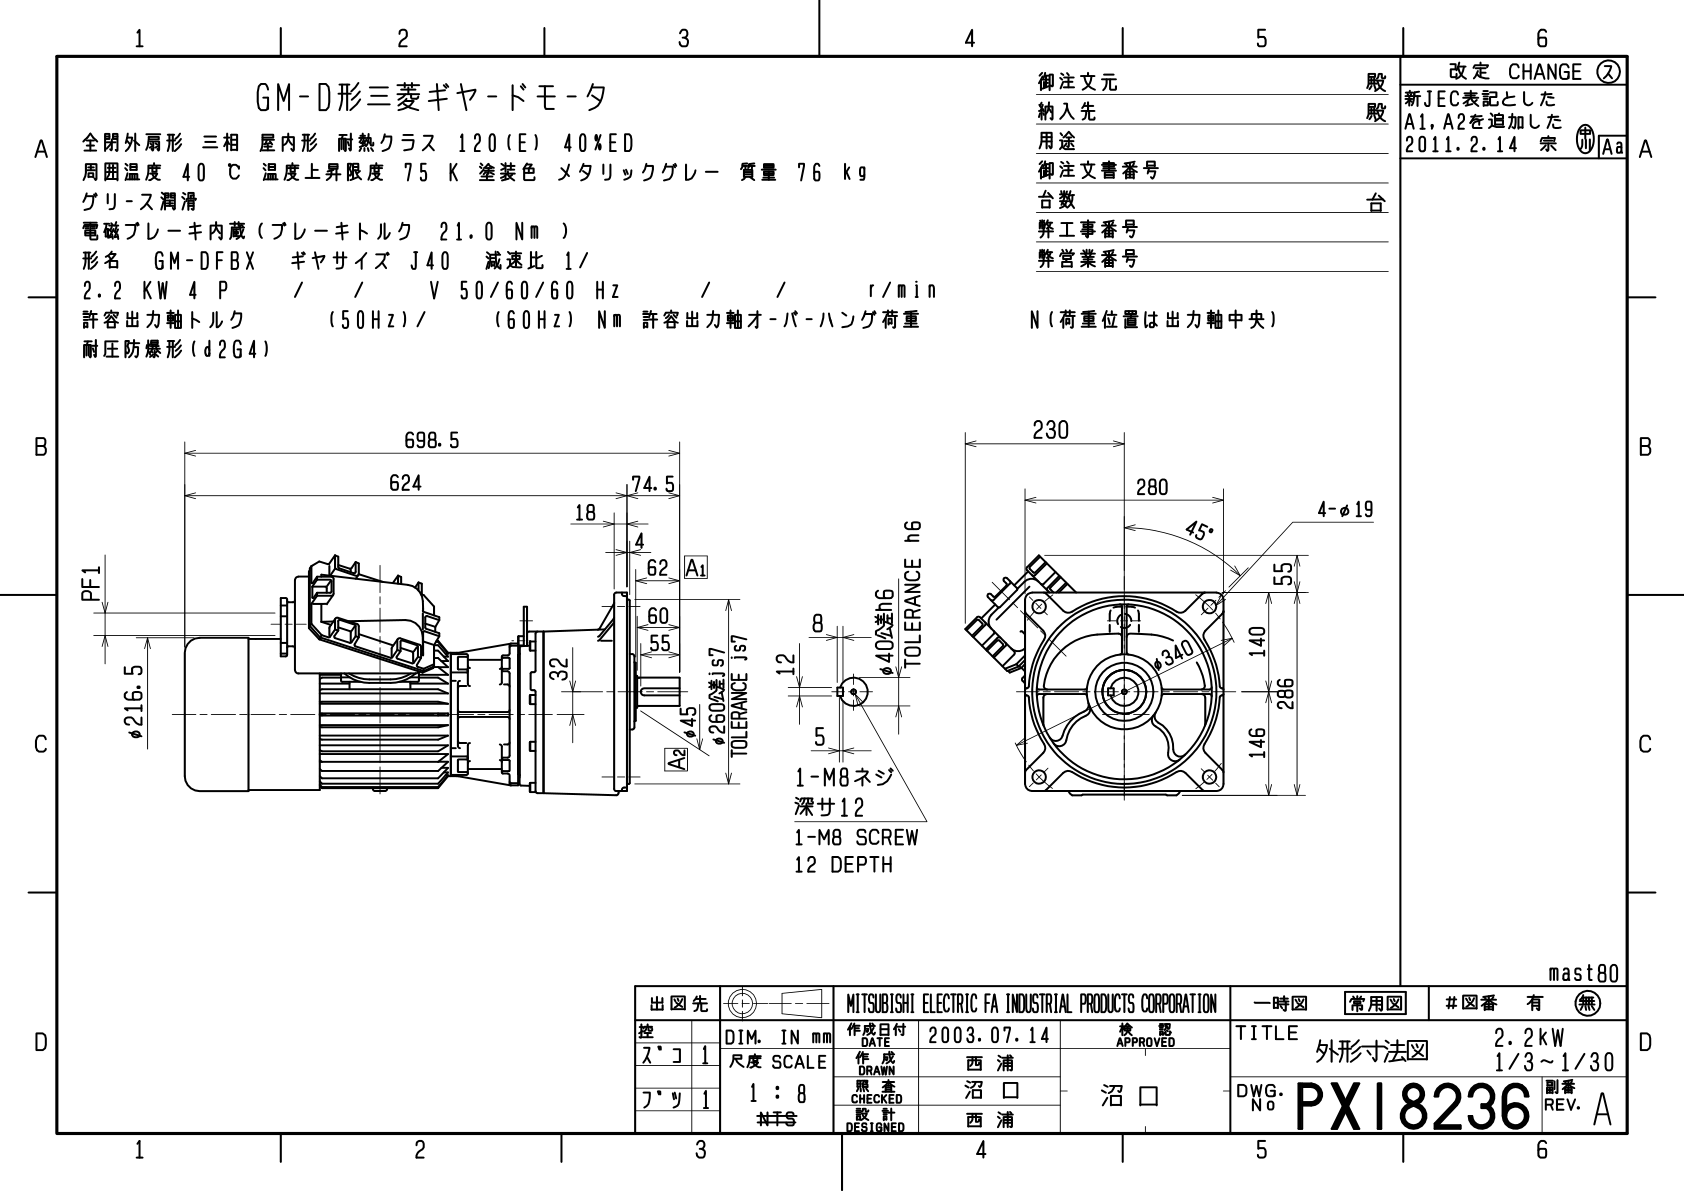 1 2 3 4 5 6
A
B
C
D
GM-D形三菱ギヤードモータ
全閉外扇形 三相 屋内形 耐熱クラス 120(E) 40%ED
周囲温度 40 ℃ 温度上昇限度 75 K 塗装色 メタリックグレー 質量 76 kg
グリース潤滑
電磁ブレーキ内蔵(ブレーキトルク 21.0 Nm )
形名 GM-DFBX ギヤサイズ J40 減速比 1/
2.2 KW 4 P / / V 50/60/60 Hz / / r/min
許容出力軸トルク (50Hz)/ (60Hz) Nm 許容出力軸オーバーハング荷重 N(荷重位置は出力軸中央)
耐圧防爆形(d2G4)
御注文元 殿
納入先 殿
用途
御注文書番号
台数 台
弊工事番号
弊営業番号
改定 CHANGE ス
新JEC表記とした
A1,A2を追加した
2011.2.14 宗 Aa
A
B
C
D
698.5
624
74.5
18
4
62 A1
60
55
32
PF1
φ216.5
φ45
A2
φ260公差js7
TOLERANCE js7
8
12
5
φ40公差h6
TOLERANCE h6
1-M8ネジ
深サ12
1-M8 SCREW
12 DEPTH
230
280
4-φ19
45°
55
140
286
146
φ340
mast80
出図先
控
ズコ 1
ブツ 1
DIM. IN mm
尺度 SCALE
1 : 8
NTS
MITSUBISHI ELECTRIC FA INDUSTRIAL PRODUCTS CORPORATION
作成日付 DATE 2003.07.14
作成 DRAWN 西浦
照査 CHECKED 沼口
設計 DESIGNED 西浦
検認 APPROVED
沼口
一時図 常用図 #図番 有 無
TITLE
外形寸法図
2.2kW
1/3~1/30
DWG. No PX18236
副番 REV. A
1 2 3 4 5 6